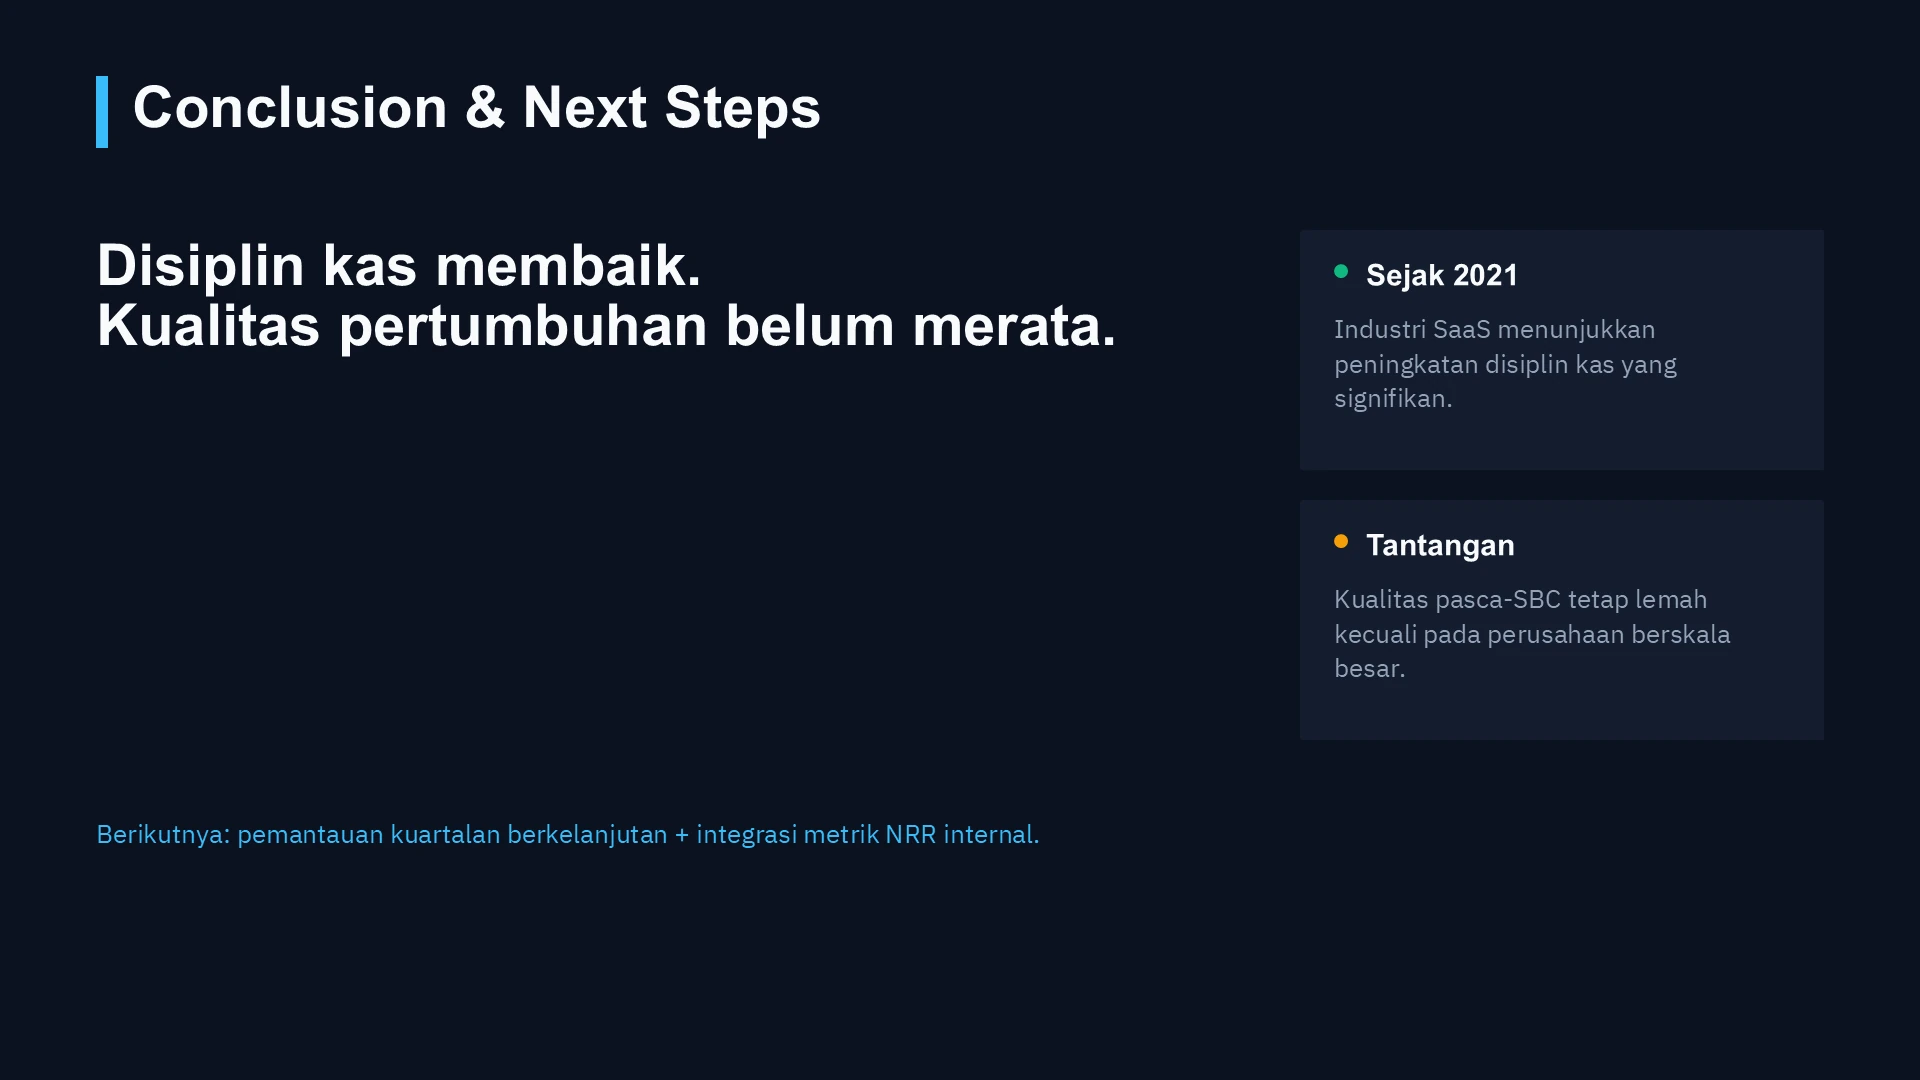 Conclusion & Next Steps
Disiplin kas membaik.
Kualitas pertumbuhan belum merata.
Sejak 2021
Industri SaaS menunjukkan
peningkatan disiplin kas yang
signifikan.
Tantangan
Kualitas pasca-SBC tetap lemah
kecuali pada perusahaan berskala
besar.
Berikutnya: pemantauan kuartalan berkelanjutan + integrasi metrik NRR internal.